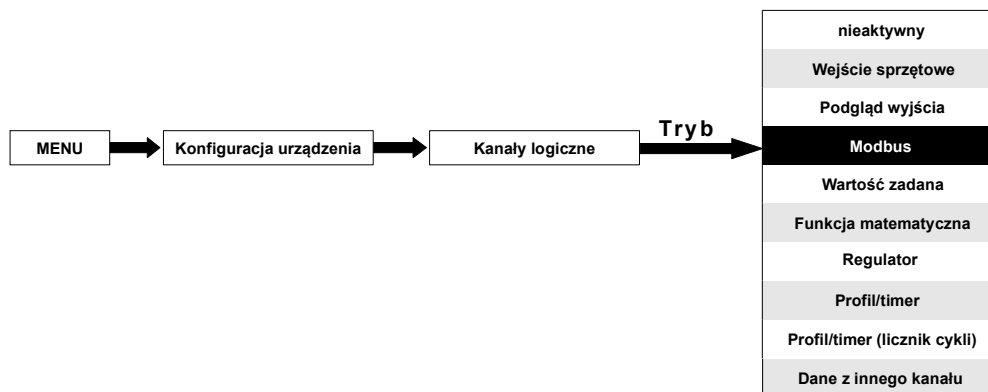 MENU
Konfiguracja urządzenia
Kanały logiczne
Tryb
nieaktywny
Wejście sprzętowe
Podgląd wyjścia
Modbus
Wartość zadana
Funkcja matematyczna
Regulator
Profil/timer
Profil/timer (licznik cykli)
Dane z innego kanału